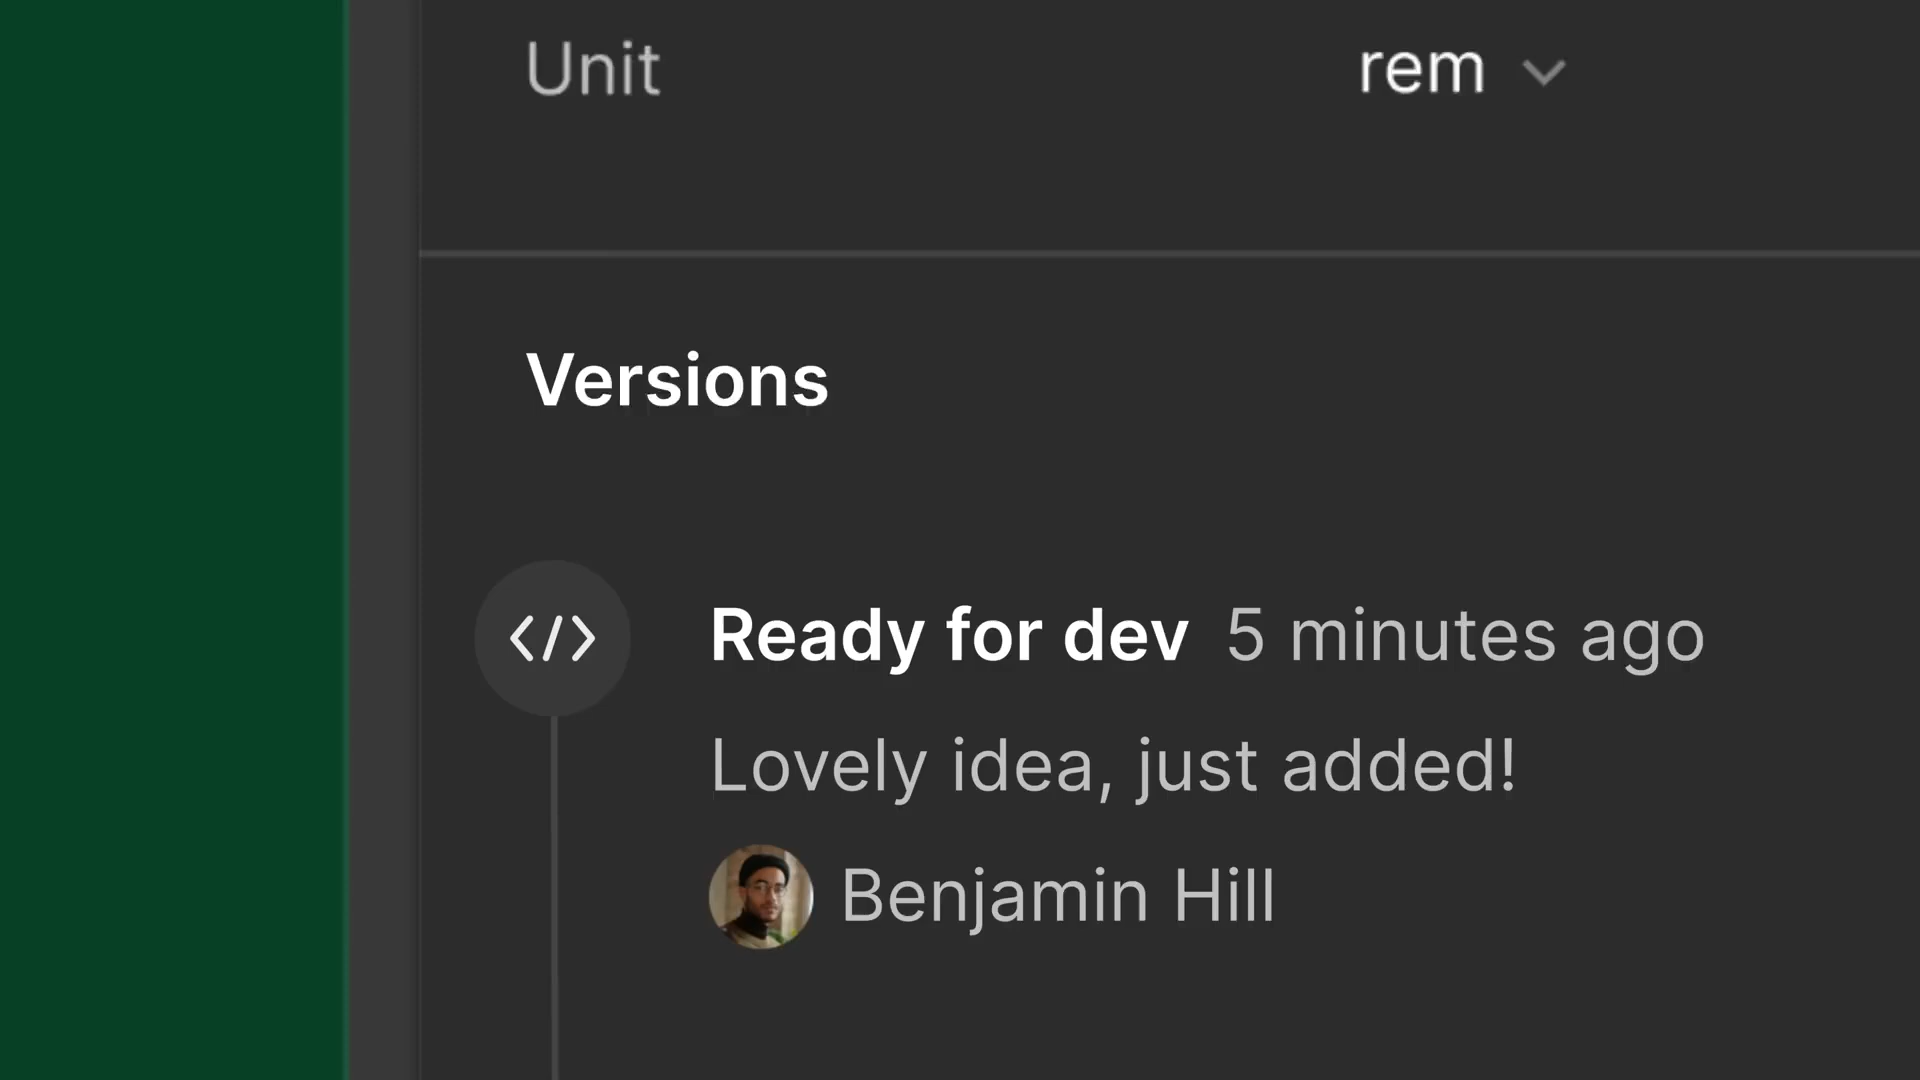 Unit rem
Versions
Ready for dev 5 minutes ago
Lovely idea, just added!
Benjamin Hill